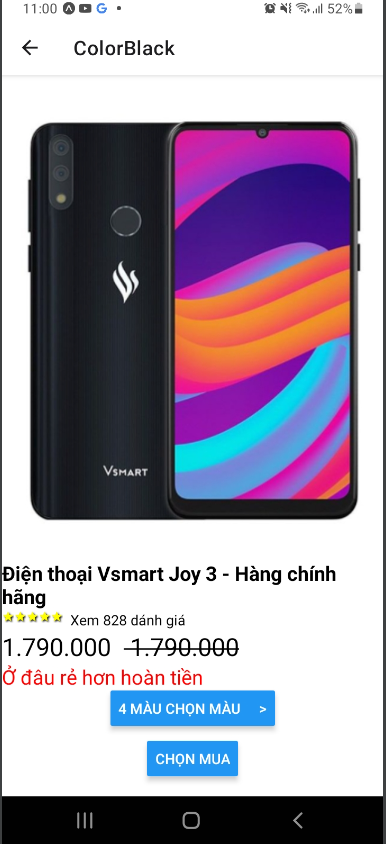 11:00 52%
ColorBlack
VSMART
Điện thoại Vsmart Joy 3 - Hàng chính
hãng
Xem 828 dánh giá
1.790.000 1.790.000
Ở đâu rẻ hơn hoàn tiền
4 MÀU CHỌN MÀU >
CHỌN MUA